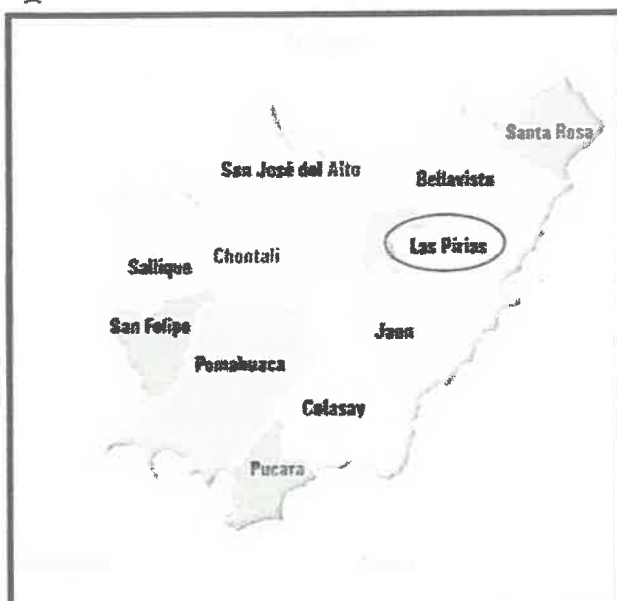 Santa Rosa
San José del Alto
Bellavista
Las Pirias
Chontali
Sallique
San Felipe
Jaen
Pomahuaca
Colasay
Pucara